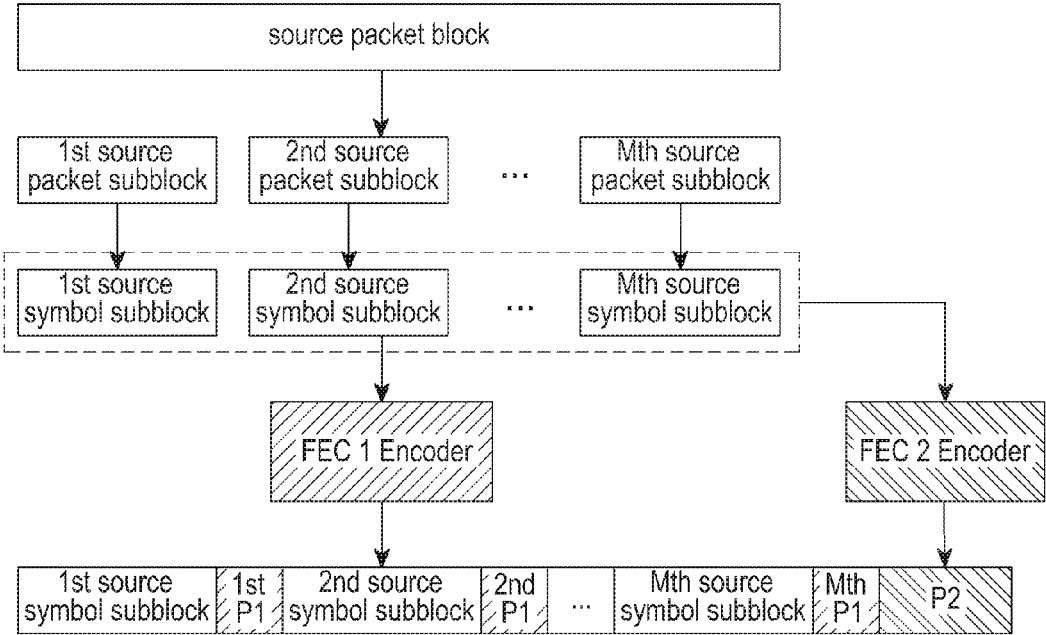 source packet block
1st source
packet subblock
2nd source
packet subblock
...
Mth source
packet subblock
1st source
symbol subblock
2nd source
symbol subblock
...
Mth source
symbol subblock
FEC 1 Encoder
FEC 2 Encoder
1st source
symbol subblock
1st
P1
2nd source
symbol subblock
2nd
P1
...
Mth source
symbol subblock
Mth
P1
P2